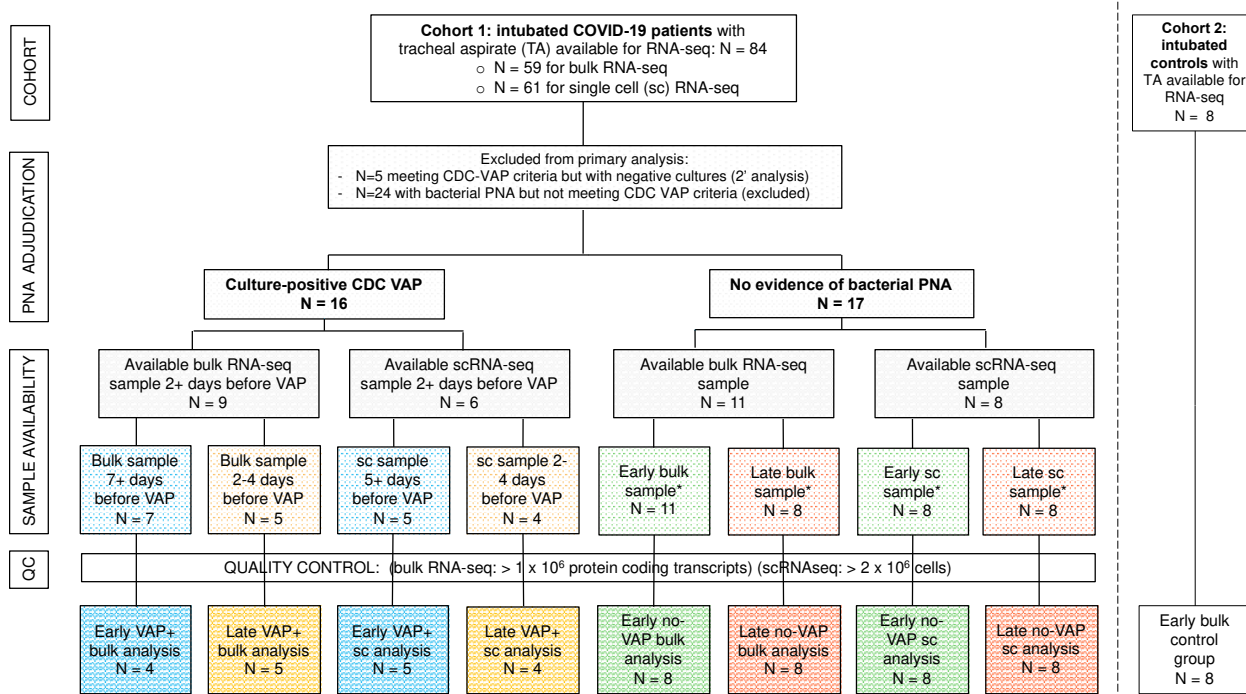 COHORT
Cohort 1: intubated COVID-19 patients with
tracheal aspirate (TA) available for RNA-seq: N = 84
o N = 59 for bulk RNA-seq
o N = 61 for single cell (sc) RNA-seq
Cohort 2:
intubated
controls with
TA available for
RNA-seq
N = 8
PNA ADJUDICATION
Excluded from primary analysis:
- N=5 meeting CDC-VAP criteria but with negative cultures (2' analysis)
- N=24 with bacterial PNA but not meeting CDC VAP criteria (excluded)
Culture-positive CDC VAP
N = 16
No evidence of bacterial PNA
N = 17
SAMPLE AVAILABILITY
Available bulk RNA-seq
sample 2+ days before VAP
N = 9
Available scRNA-seq
sample 2+ days before VAP
N = 6
Available bulk RNA-seq
sample
N = 11
Available scRNA-seq
sample
N = 8
Bulk sample
7+ days
before VAP
N = 7
Bulk sample
2-4 days
before VAP
N = 5
sc sample
5+ days
before VAP
N = 5
sc sample 2-
4 days
before VAP
N = 4
Early bulk
sample*
N = 11
Late bulk
sample*
N = 8
Early sc
sample*
N = 8
Late sc
sample*
N = 8
QC
QUALITY CONTROL: (bulk RNA-seq: > 1 x 10⁶ protein coding transcripts) (scRNAseq: > 2 x 10⁶ cells)
Early VAP+
bulk analysis
N = 4
Late VAP+
bulk analysis
N = 5
Early VAP+
sc analysis
N = 5
Late VAP+
sc analysis
N = 4
Early no-
VAP bulk
analysis
N = 8
Late no-VAP
bulk analysis
N = 8
Early no-
VAP sc
analysis
N = 8
Late no-VAP
sc analysis
N = 8
Early bulk
control
group
N = 8